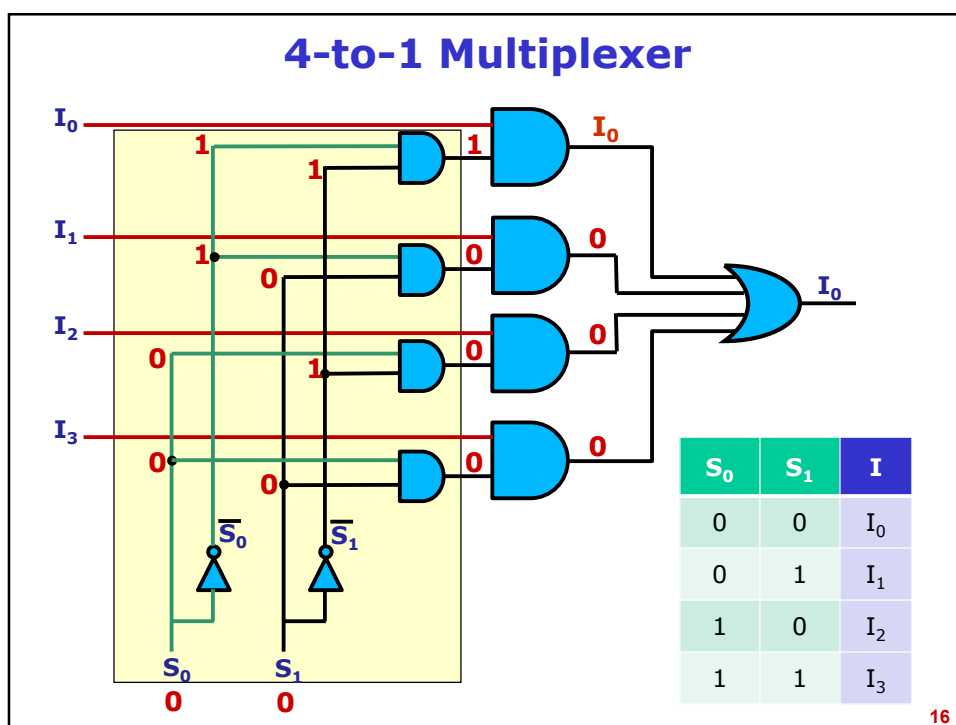 4-to-1 Multiplexer
I₀
I₀
1
1
1
I₁
0
1
0
0
I₀
I₂
0
0
0
1
I₃
0
0
0
0
S̅₀
S̅₁
S₀ S₁ I
0 0 I₀
0 1 I₁
1 0 I₂
1 1 I₃
S₀ S₁
0 0
16